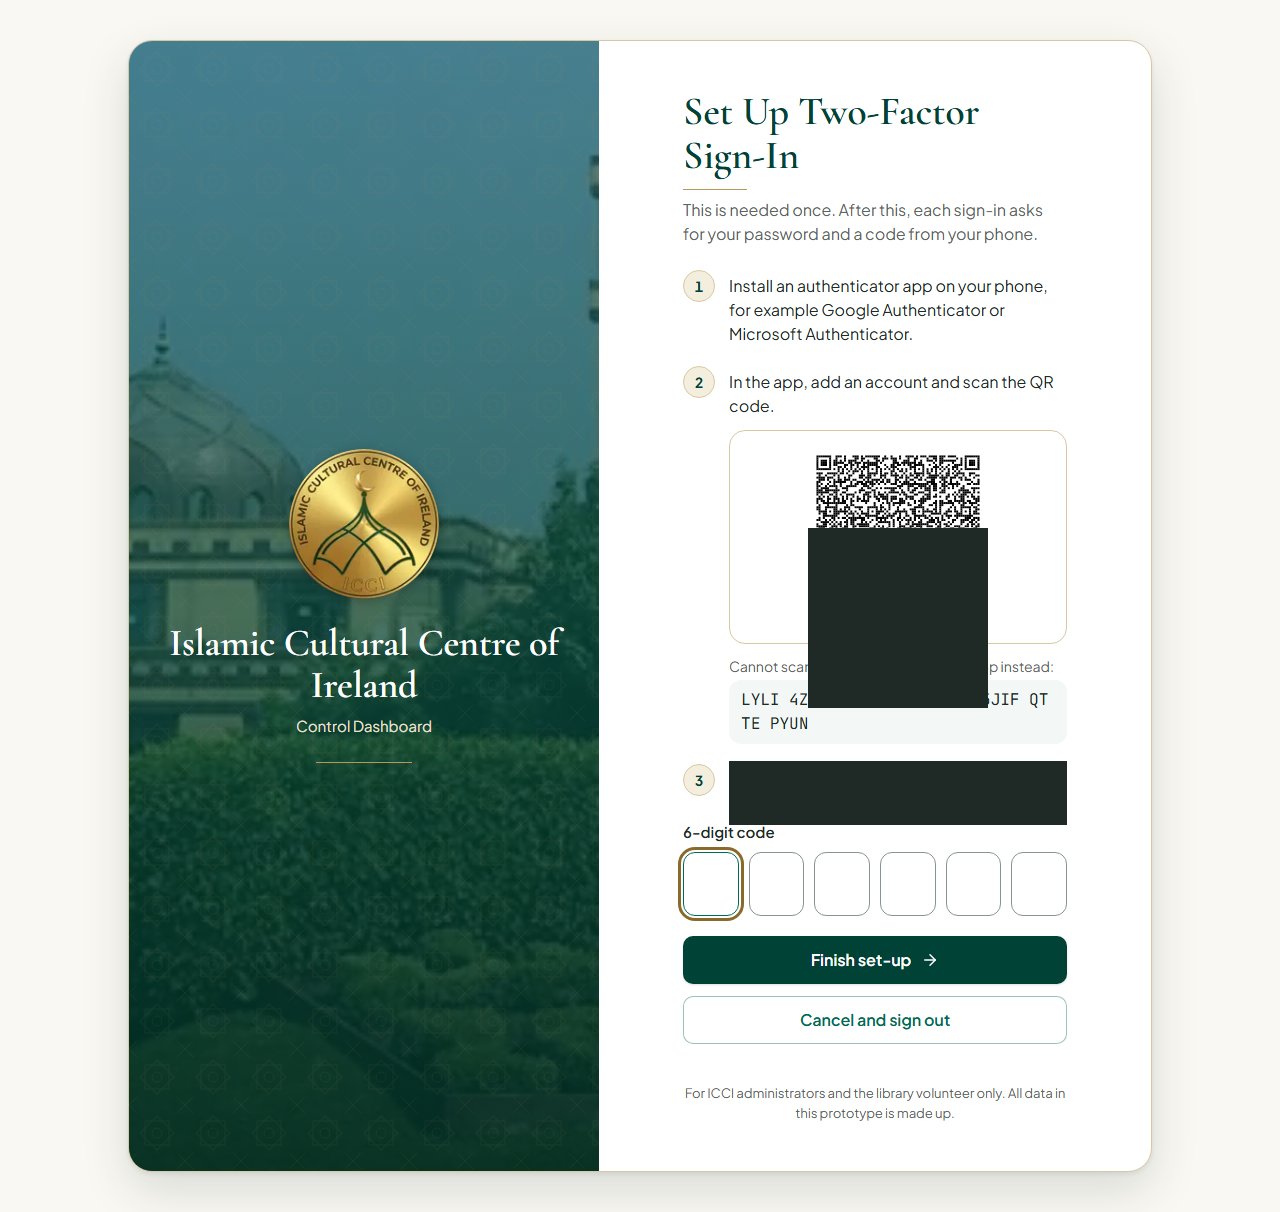 Set Up Two-Factor
Sign-In
This is needed once. After this, each sign-in asks
for your password and a code from your phone.
1
Install an authenticator app on your phone,
for example Google Authenticator or
Microsoft Authenticator.
2
In the app, add an account and scan the QR
code.
Cannot instead:
LYLI QT
TE PYUN
3
6-digit code
Finish set-up
Cancel and sign out
For ICCI administrators and the library volunteer only. All data in
this prototype is made up.
ISLAMIC CULTURAL CENTRE OF IRELAND
ICCI
Islamic Cultural Centre of
Ireland
Control Dashboard